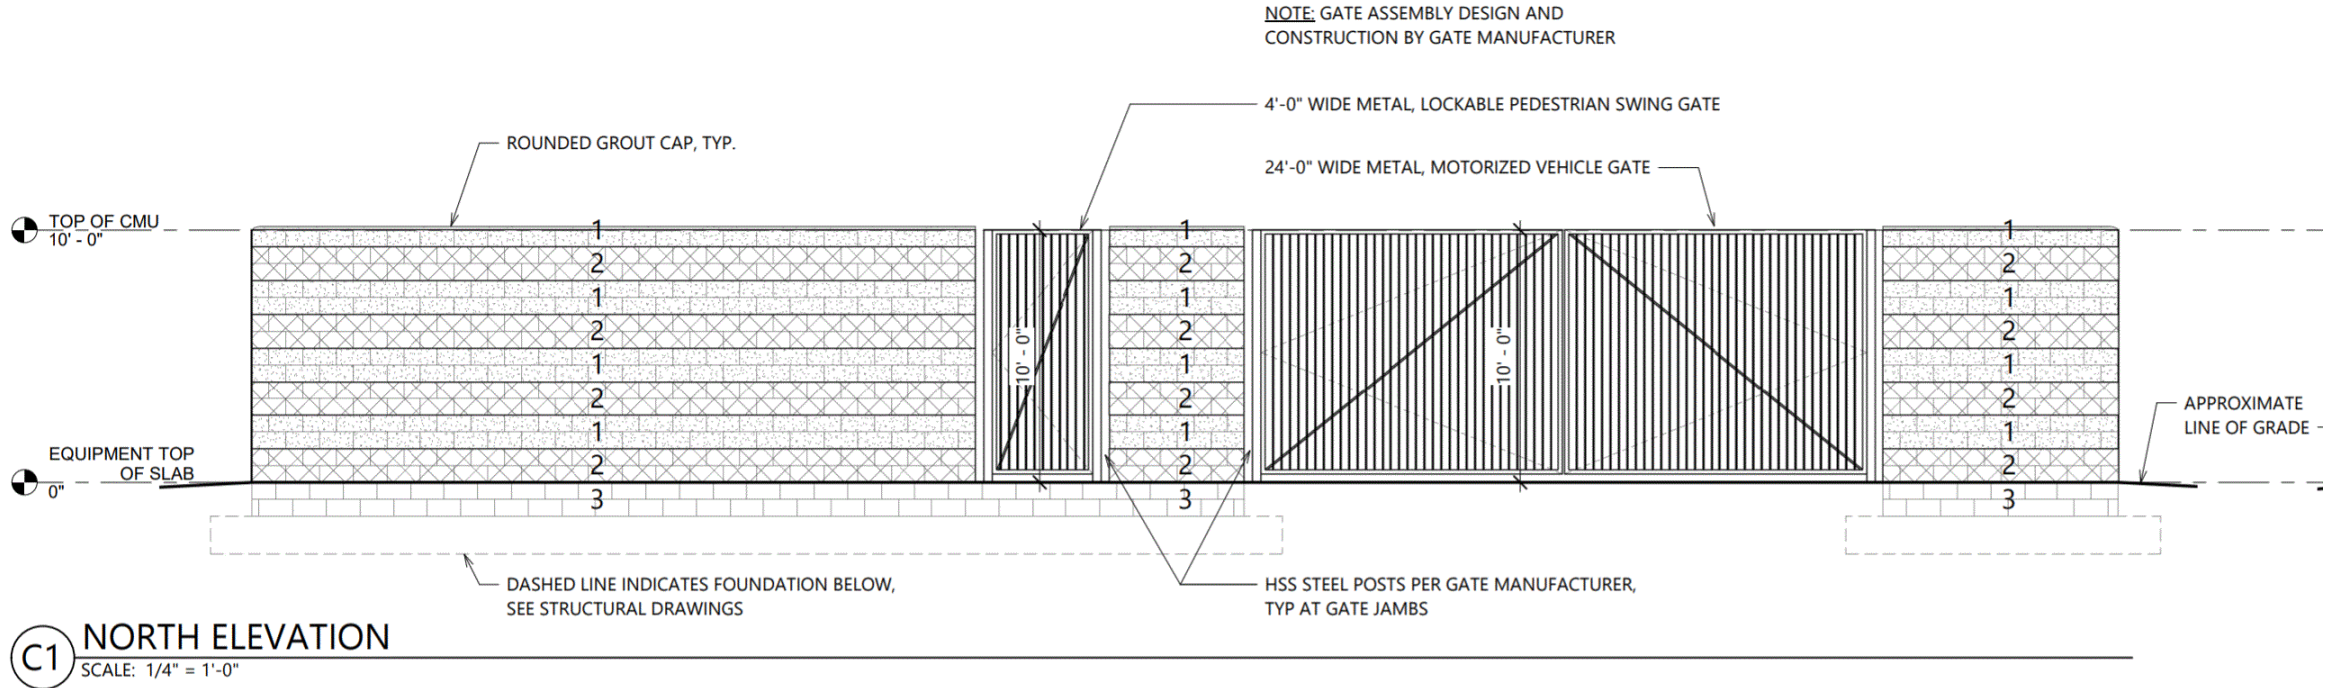 NOTE: GATE ASSEMBLY DESIGN AND
CONSTRUCTION BY GATE MANUFACTURER
4'-0" WIDE METAL, LOCKABLE PEDESTRIAN SWING GATE
ROUNDED GROUT CAP, TYP.
24'-0" WIDE METAL, MOTORIZED VEHICLE GATE
TOP OF CMU
10' - 0"
1
2
1
2
1
2
1
2
3
10' - 0"
1
2
1
2
1
2
1
2
3
10' - 0"
1
2
1
2
1
2
1
2
3
APPROXIMATE
LINE OF GRADE
EQUIPMENT TOP
OF SLAB
0"
DASHED LINE INDICATES FOUNDATION BELOW,
SEE STRUCTURAL DRAWINGS
HSS STEEL POSTS PER GATE MANUFACTURER,
TYP AT GATE JAMBS
C1
NORTH ELEVATION
SCALE: 1/4" = 1'-0"